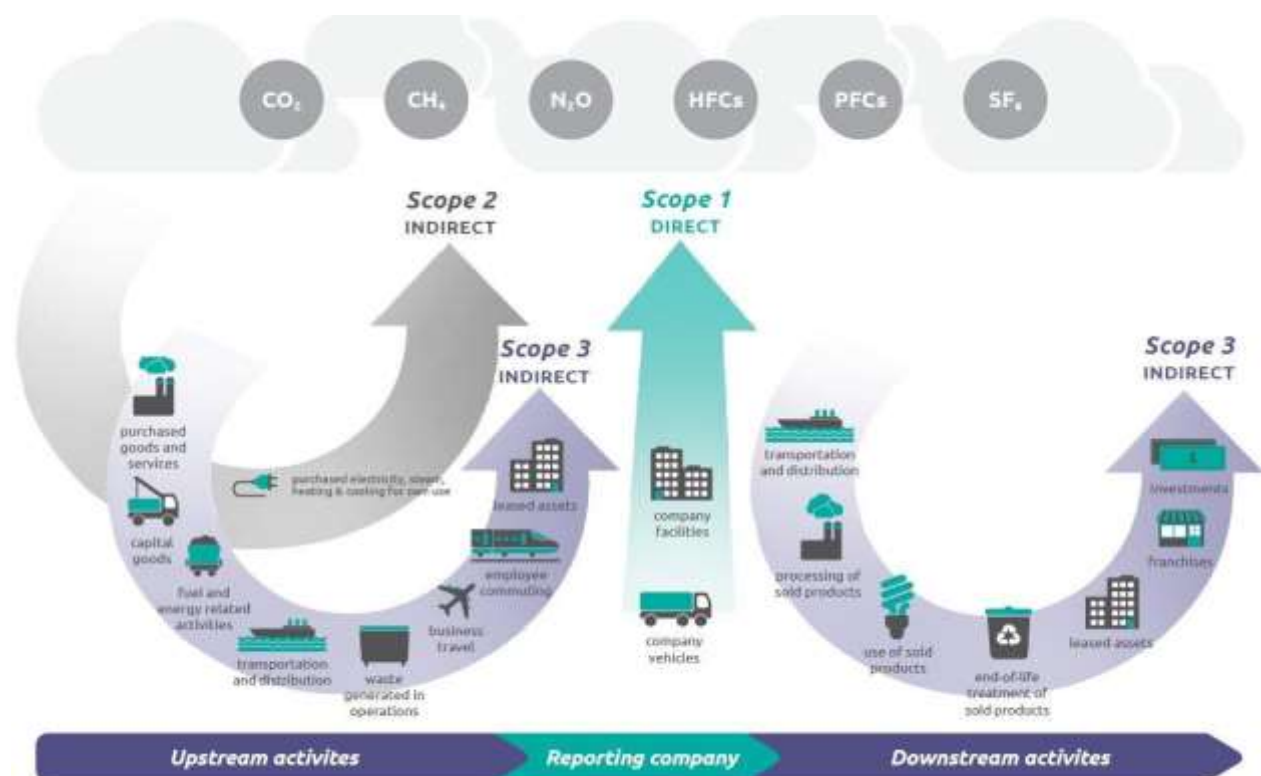 CO₂
CH₄
N₂O
HFCs
PFCs
SF₆
Scope 2
INDIRECT
Scope 1
DIRECT
Scope 3
INDIRECT
Scope 3
INDIRECT
purchased
goods and
services
capital
goods
fuel and
energy related
activities
transportation
and distribution
waste
generated in
operations
business
travel
employee
commuting
leased assets
purchased electricity, steam,
heating & cooling for own use
company
facilities
company
vehicles
transportation
and distribution
processing of
sold products
use of sold
products
end-of-life
treatment of
sold products
leased assets
franchises
investments
Upstream activites
Reporting company
Downstream activites